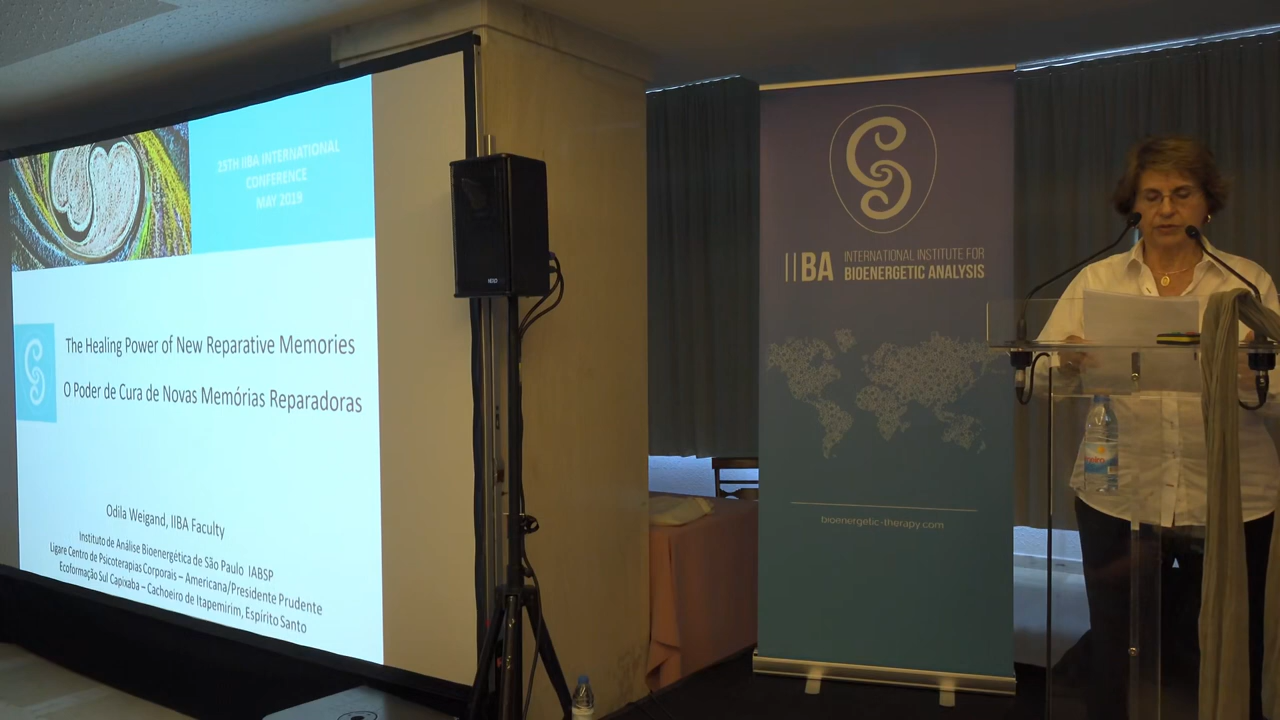 25TH IIBA INTERNATIONAL
CONFERENCE
MAY 2019
The Healing Power of New Reparative Memories
O Poder de Cura de Novas Memórias Reparadoras
Odila Weigand, IIBA Faculty
Instituto de Análise Bioenergética de São Paulo IABSP
Ligare Centro de Psicoterapias Corporais – Americana/Presidente Prudente
Ecoformação Sul Capixaba – Cachoeiro de Itapemirim, Espírito Santo
IIBA INTERNATIONAL INSTITUTE FOR
BIOENERGETIC ANALYSIS
bioenergetic-therapy.com